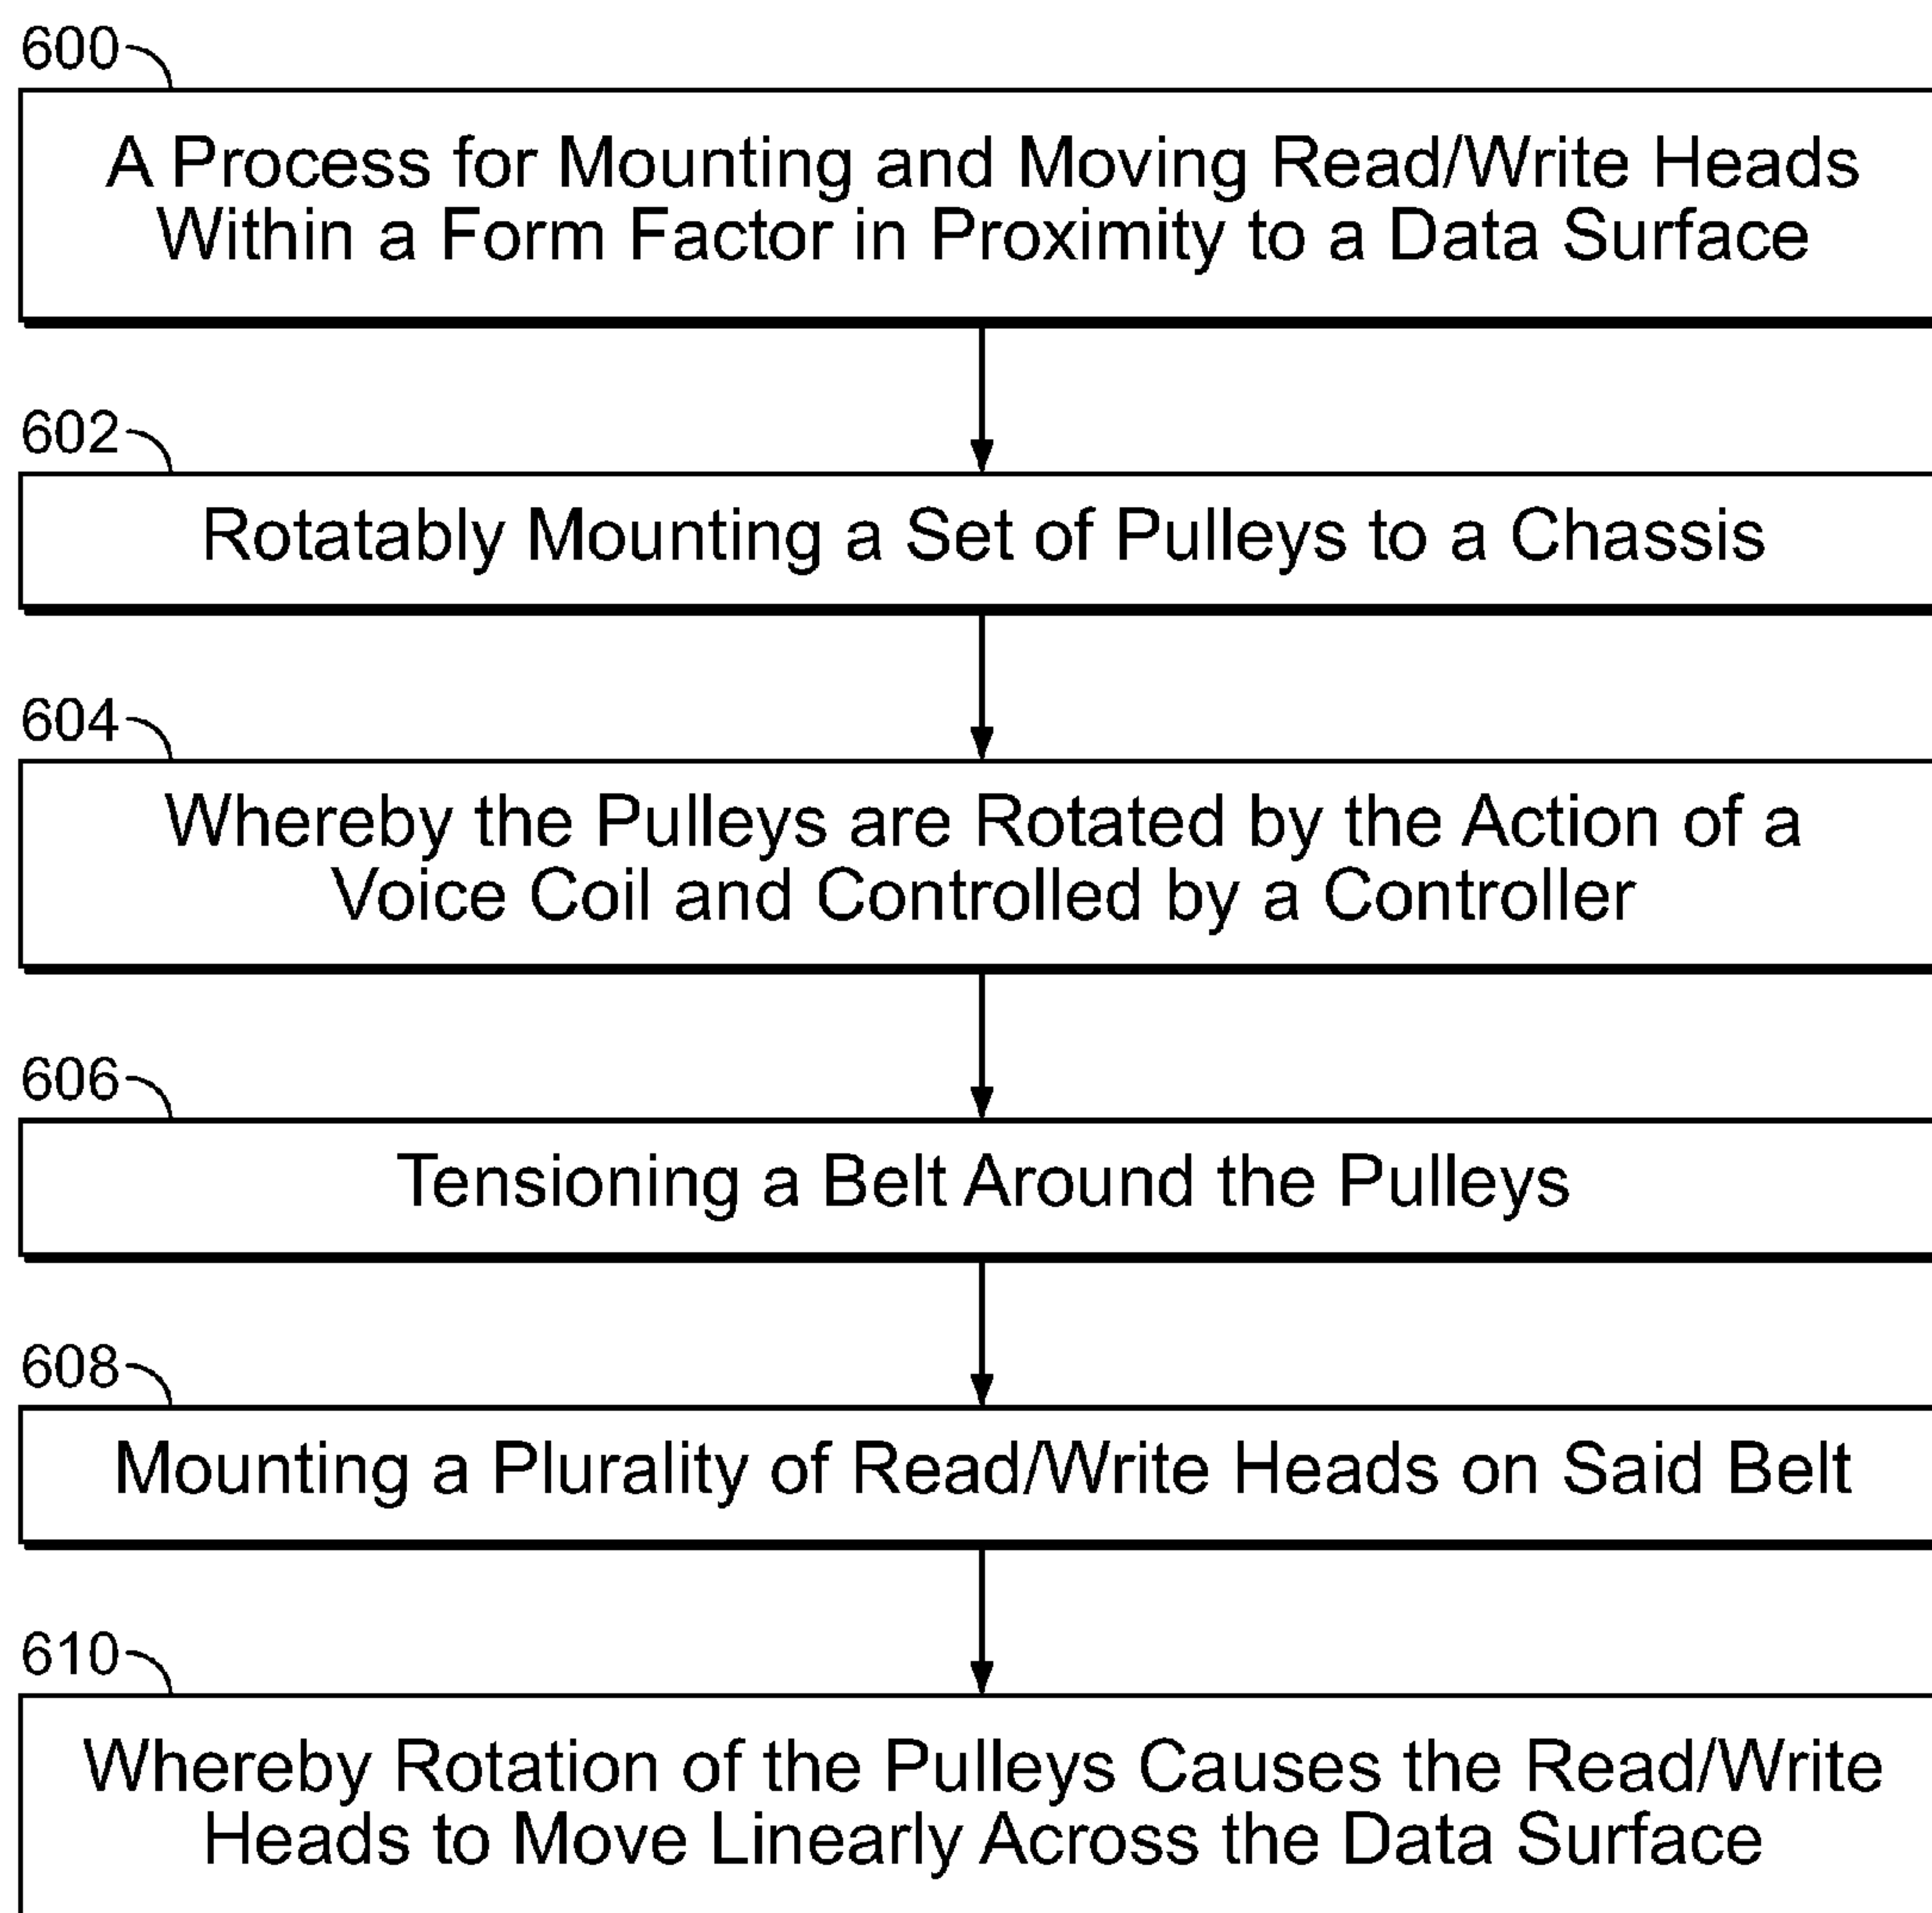 600
A Process for Mounting and Moving Read/Write Heads
Within a Form Factor in Proximity to a Data Surface
602
Rotatably Mounting a Set of Pulleys to a Chassis
604
Whereby the Pulleys are Rotated by the Action of a
Voice Coil and Controlled by a Controller
606
Tensioning a Belt Around the Pulleys
608
Mounting a Plurality of Read/Write Heads on Said Belt
610
Whereby Rotation of the Pulleys Causes the Read/Write
Heads to Move Linearly Across the Data Surface